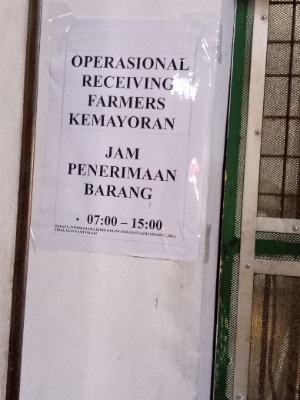 OPERASIONAL
RECEIVING
FARMERS
KEMAYORAN
JAM
PENERIMAAN
BARANG
• 07:00 – 15:00